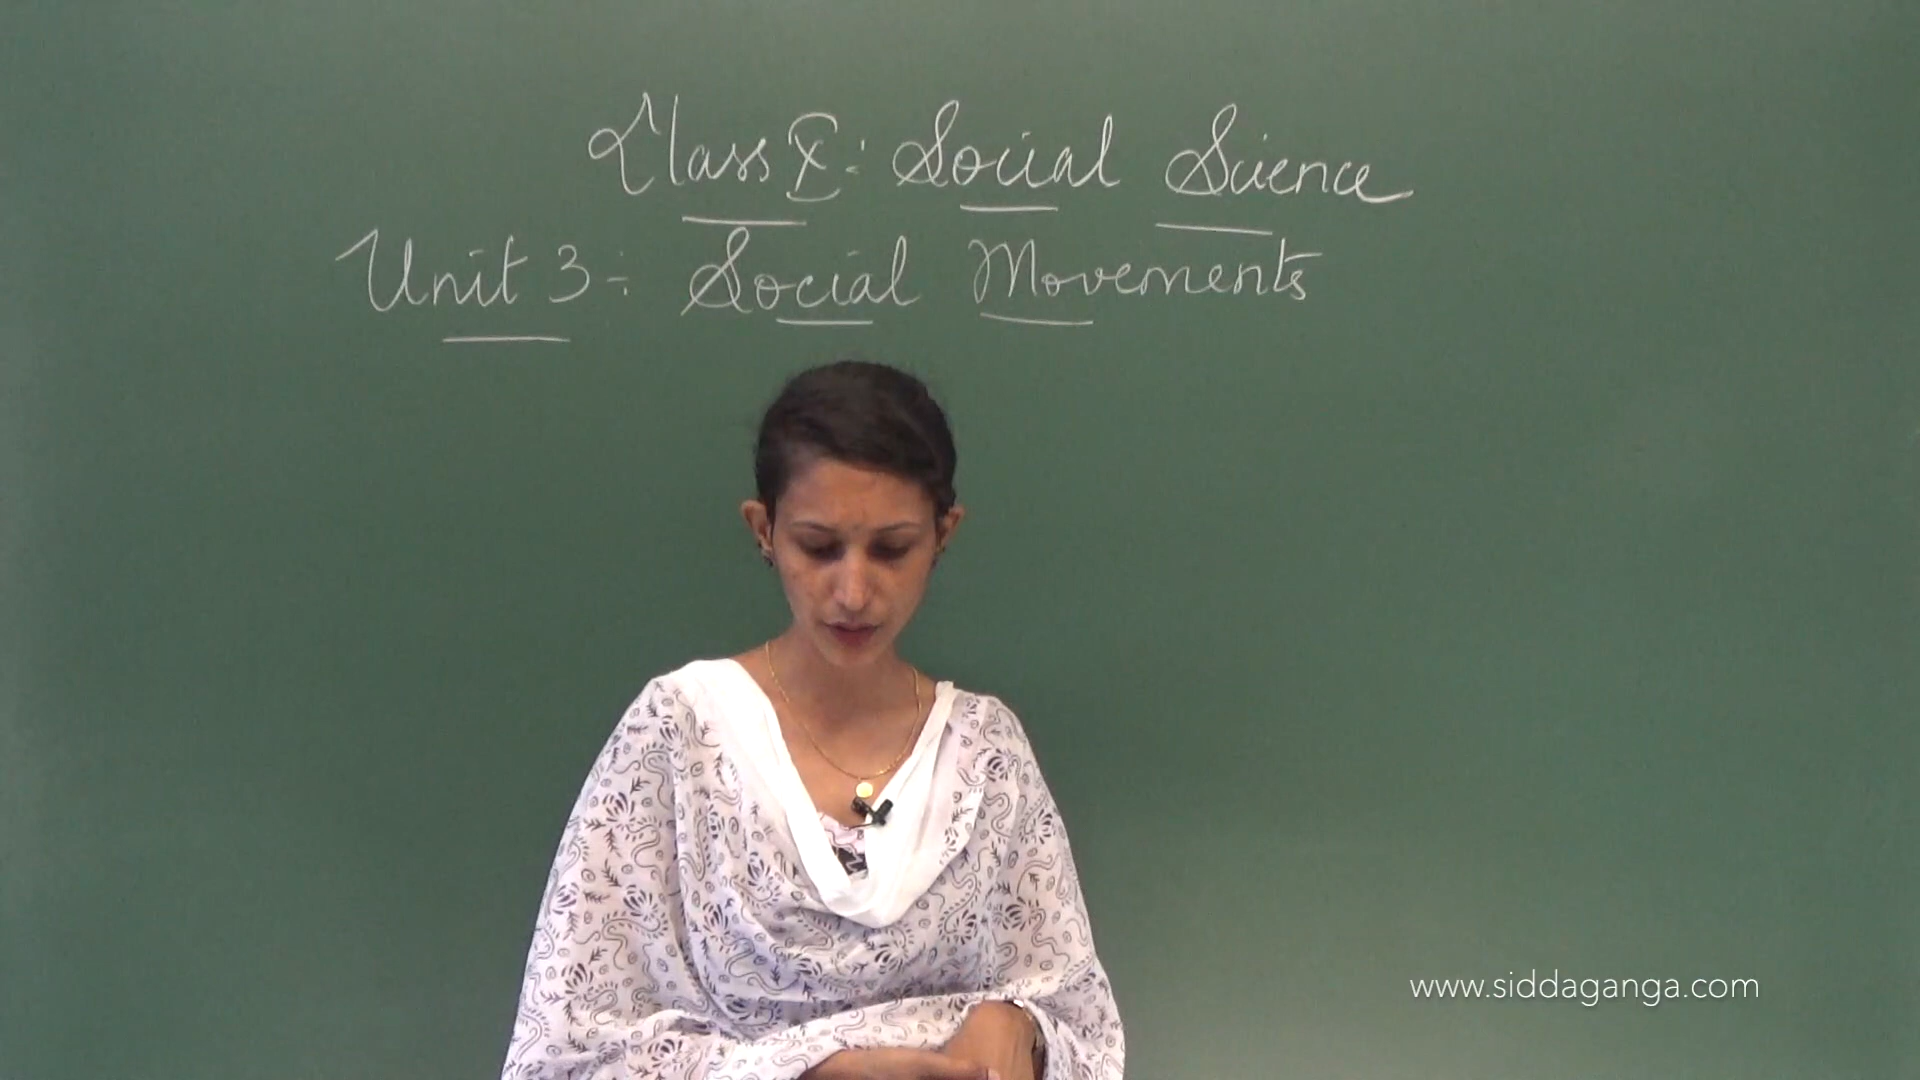 Class X : Social Science
Unit 3 : Social Movements
www.siddaganga.com